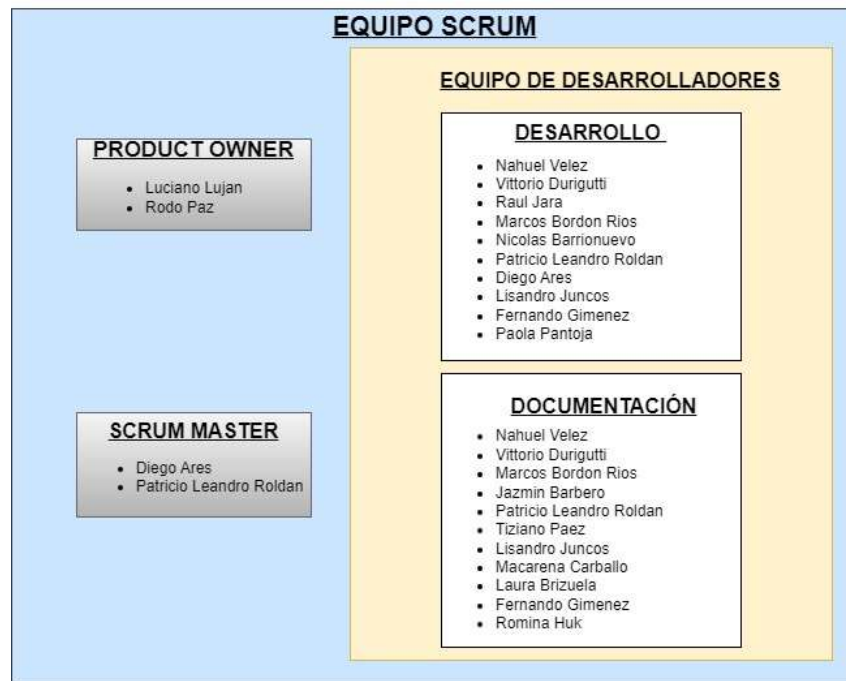 EQUIPO SCRUM
PRODUCT OWNER
• Luciano Lujan
• Rodo Paz
SCRUM MASTER
• Diego Ares
• Patricio Leandro Roldan
EQUIPO DE DESARROLLADORES
DESARROLLO
• Nahuel Velez
• Vittorio Durigutti
• Raul Jara
• Marcos Bordon Rios
• Nicolas Barrionuevo
• Patricio Leandro Roldan
• Diego Ares
• Lisandro Juncos
• Fernando Gimenez
• Paola Pantoja
DOCUMENTACIÓN
• Nahuel Velez
• Vittorio Durigutti
• Marcos Bordon Rios
• Jazmin Barbero
• Patricio Leandro Roldan
• Tiziano Paez
• Lisandro Juncos
• Macarena Carballo
• Laura Brizuela
• Fernando Gimenez
• Romina Huk